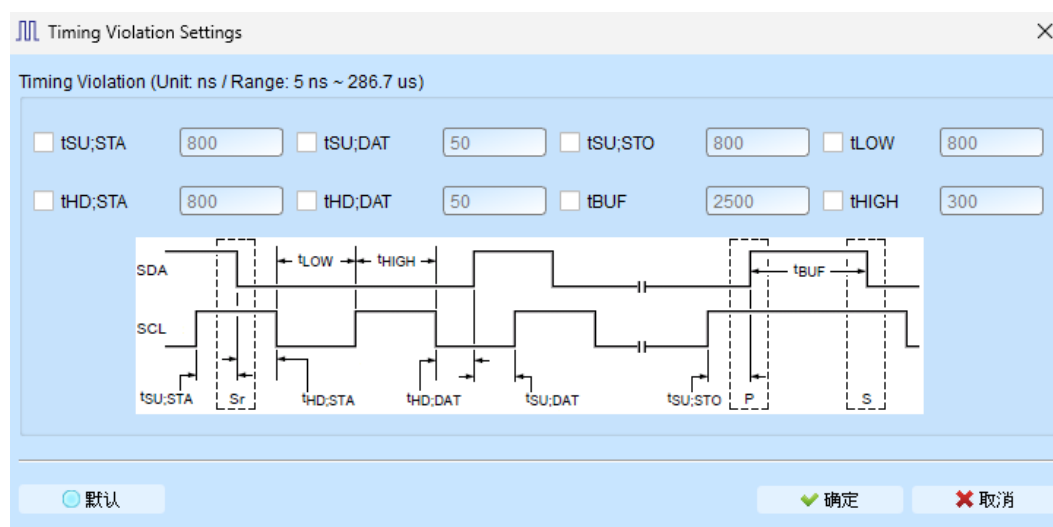 Timing Violation Settings
Timing Violation (Unit: ns / Range: 5 ns ~ 286.7 us)
tSU;STA 800 tSU;DAT 50 tSU;STO 800 tLOW 800
tHD;STA 800 tHD;DAT 50 tBUF 2500 tHIGH 300
SDA tLOW tHIGH tBUF
SCL
tSU;STA Sr tHD;STA tHD;DAT tSU;DAT tSU;STO P S
默认 确定 取消